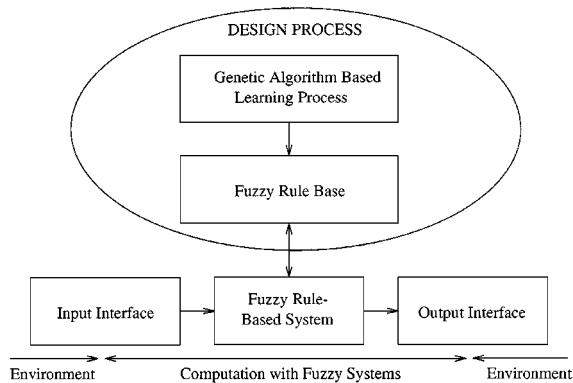 DESIGN PROCESS
Genetic Algorithm Based
Learning Process
Fuzzy Rule Base
Input Interface
Fuzzy Rule-
Based System
Output Interface
Environment
Computation with Fuzzy Systems
Environment